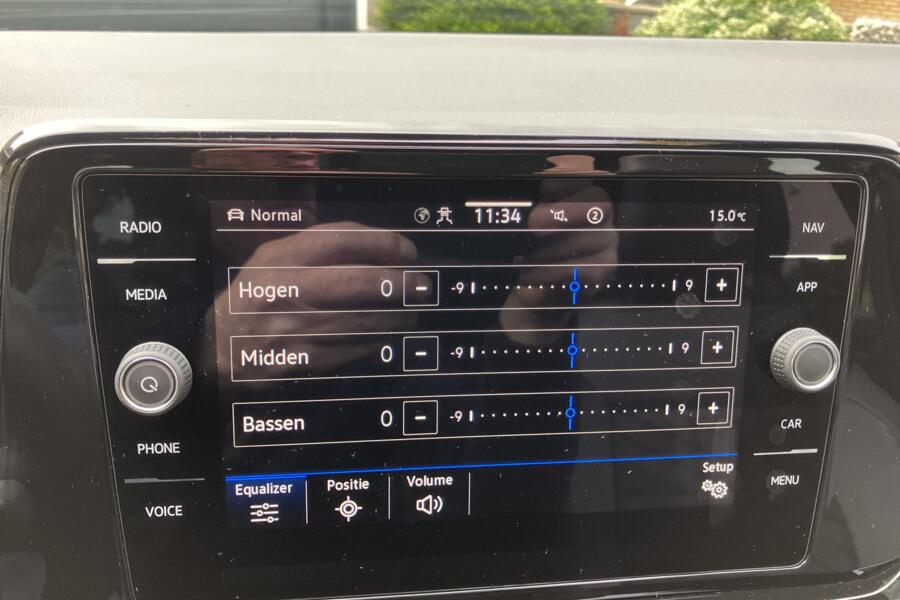 RADIO
MEDIA
PHONE
VOICE
Normal
11:34
2
15.0°C
Hogen 0 - -9 9 +
Midden 0 - -9 9 +
Bassen 0 - -9 9 +
Equalizer
Positie
Volume
Setup
NAV
APP
CAR
MENU